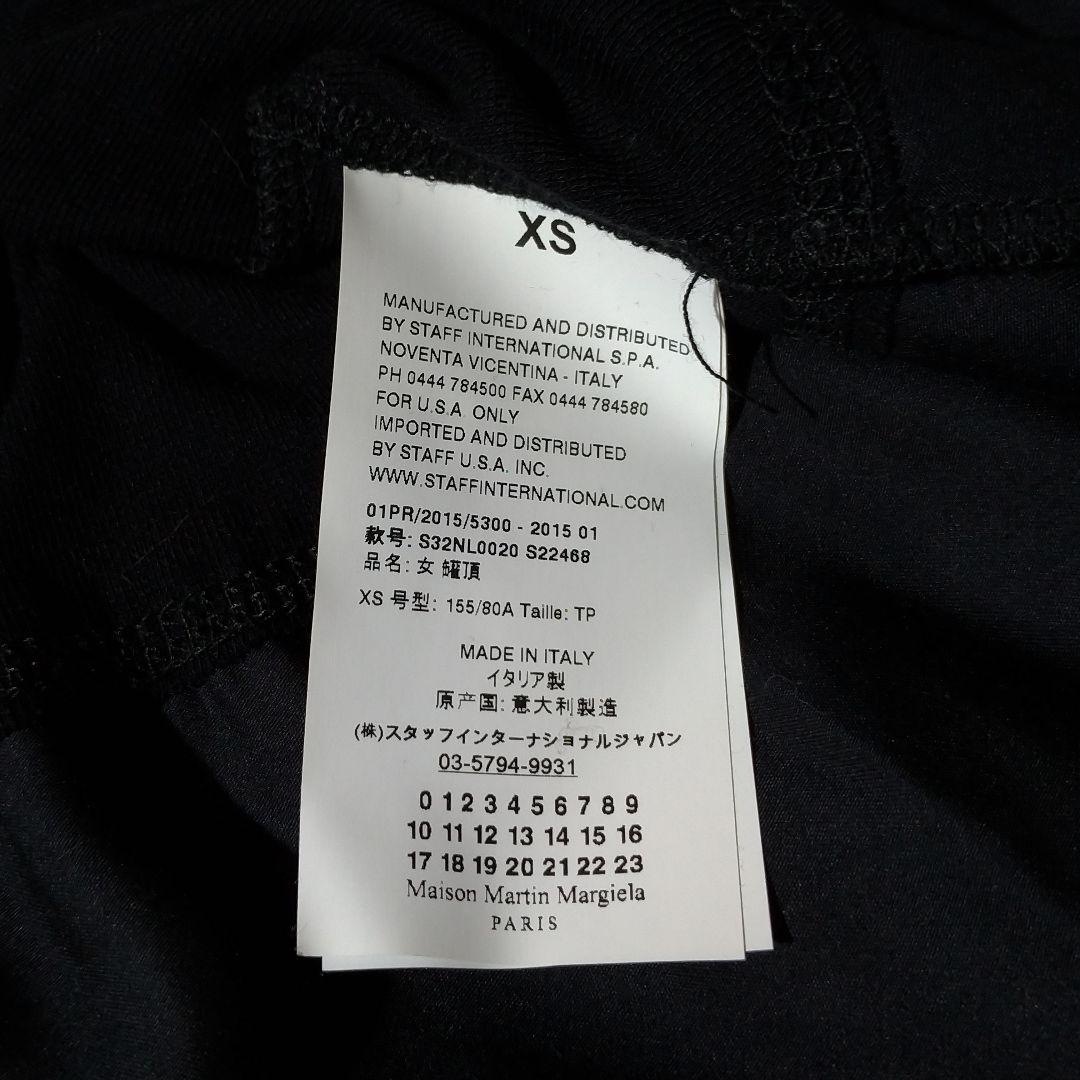 XS
MANUFACTURED AND DISTRIBUTED
BY STAFF INTERNATIONAL S.P.A.
NOVENTA VICENTINA - ITALY
PH 0444 784500 FAX 0444 784580
FOR U.S.A. ONLY
IMPORTED AND DISTRIBUTED
BY STAFF U.S.A. INC.
WWW.STAFFINTERNATIONAL.COM
01PR/2015/5300 - 2015 01
款号: S32NL0020 S22468
品名: 女 罐頂
XS 号型: 155/80A Taille: TP
MADE IN ITALY
イタリア製
原产国: 意大利製造
(株)スタッフインターナショナルジャパン
03-5794-9931
0 1 2 3 4 5 6 7 8 9
10 11 12 13 14 15 16
17 18 19 20 21 22 23
Maison Martin Margiela
PARIS